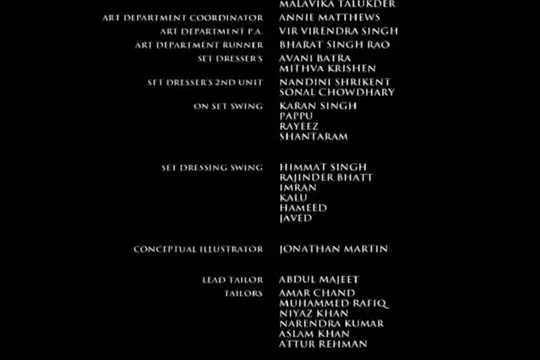 MALAVIKA TALUKDER
ART DEPARTMENT COORDINATOR ANNIE MATTHEWS
ART DEPARTMENT P.A. VIR VIRENDRA SINGH
ART DEPARTMENT RUNNER BHARAT SINGH RAO
SET DRESSER'S AVANI BATRA
MITHVA KRISHEN
SET DRESSER'S 2ND UNIT NANDINI SHRIKENT
SONAL CHOWDHARY
ON SET SWING KARAN SINGH
PAPPU
RAYEEZ
SHANTARAM
SET DRESSING SWING HIMMAT SINGH
RAJINDER BHATT
IMRAN
KALU
HAMEED
JAVED
CONCEPTUAL ILLUSTRATOR JONATHAN MARTIN
LEAD TAILOR ABDUL MAJEET
TAILORS AMAR CHAND
MUHAMMED RAFIQ
NIYAZ KHAN
NARENDRA KUMAR
ASLAM KHAN
ATTUR REHMAN